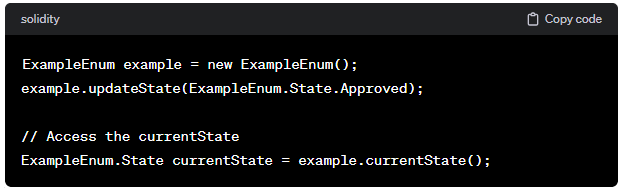 solidity
Copy code
ExampleEnum example = new ExampleEnum();
example.updateState(ExampleEnum.State.Approved);
// Access the currentState
ExampleEnum.State currentState = example.currentState();